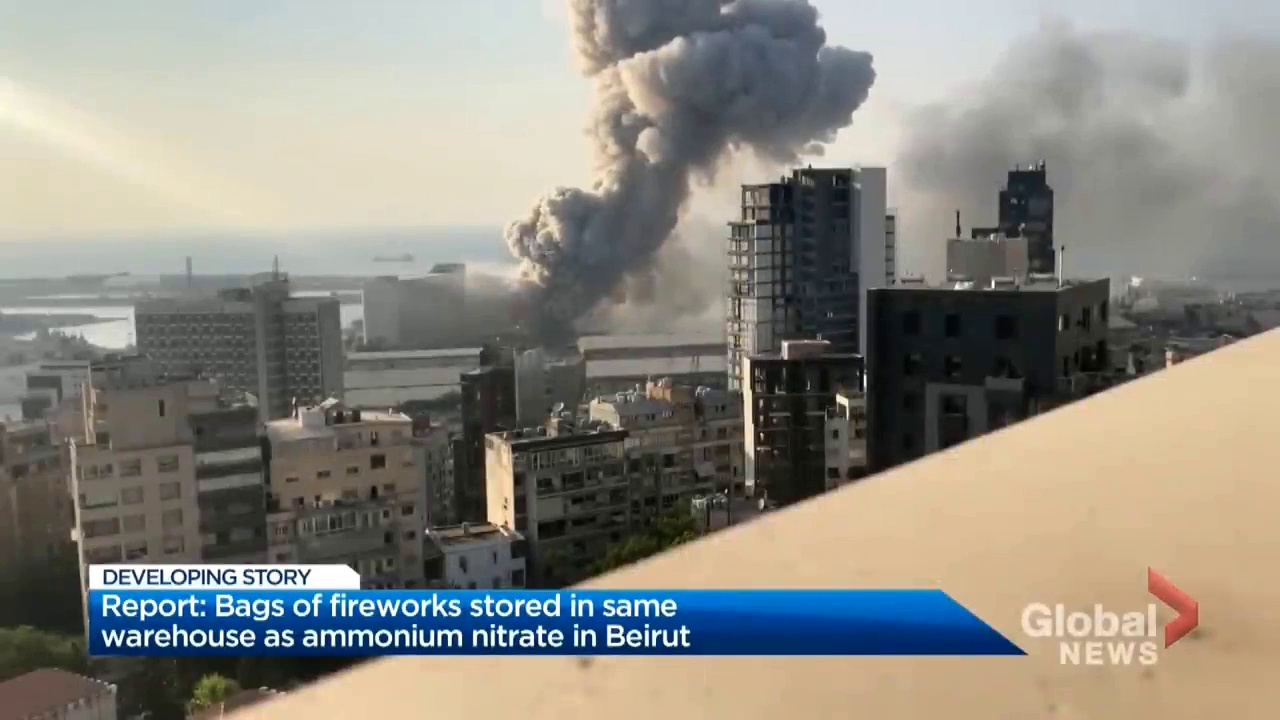 DEVELOPING STORY
Report: Bags of fireworks stored in same
warehouse as ammonium nitrate in Beirut
Global
NEWS